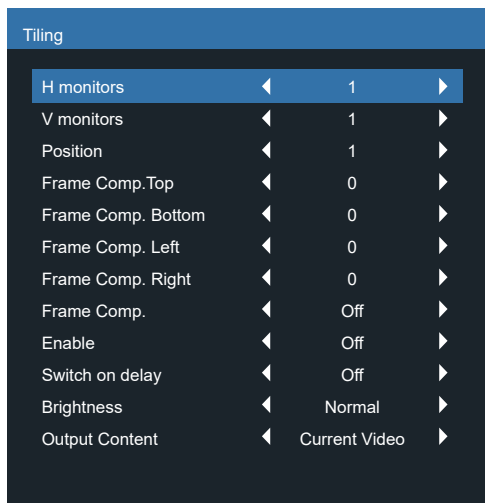 Tiling
H monitors 1
V monitors 1
Position 1
Frame Comp.Top 0
Frame Comp. Bottom 0
Frame Comp. Left 0
Frame Comp. Right 0
Frame Comp. Off
Enable Off
Switch on delay Off
Brightness Normal
Output Content Current Video